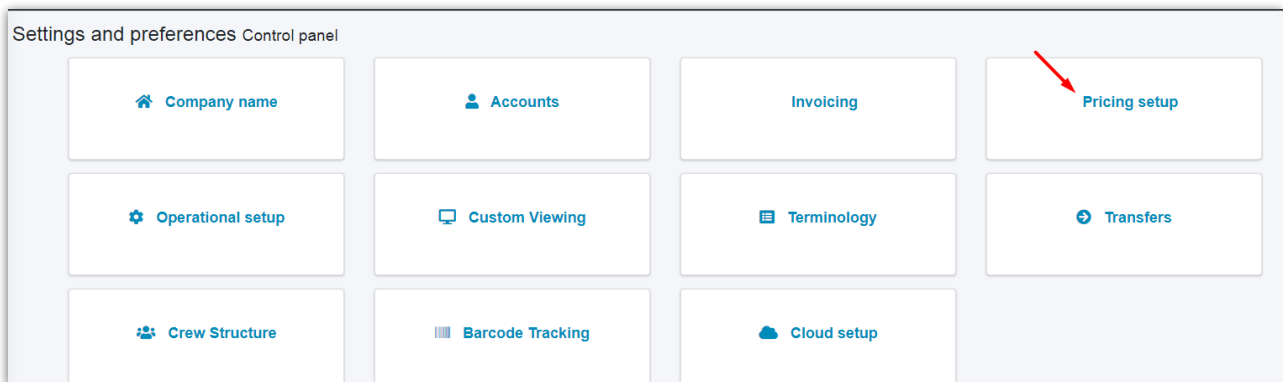 Settings and preferences Control panel
Company name
Accounts
Invoicing
Pricing setup
Operational setup
Custom Viewing
Terminology
Transfers
Crew Structure
Barcode Tracking
Cloud setup